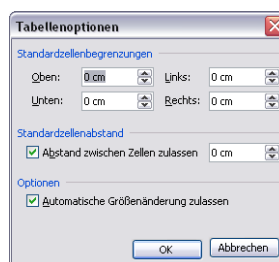 Tabellenoptionen
Standardzellenbegrenzungen
Oben: 0 cm Links: 0 cm
Unten: 0 cm Rechts: 0 cm
Standardzellenabstand
Abstand zwischen Zellen zulassen 0 cm
Optionen
Automatische Größenänderung zulassen
OK Abbrechen